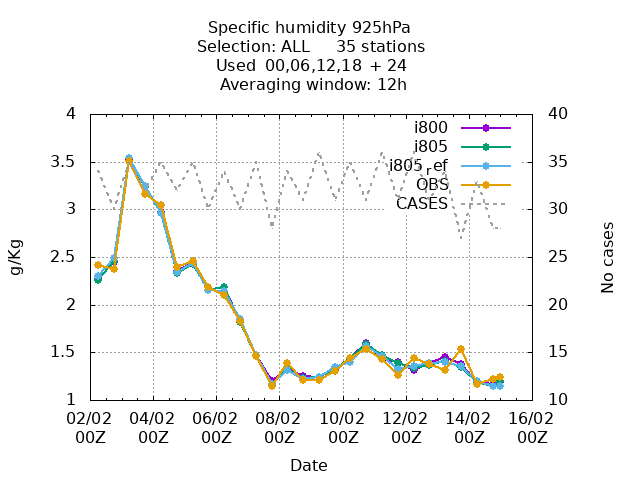 Specific humidity 925hPa
Selection: ALL 35 stations
Used 00,06,12,18 + 24
Averaging window: 12h
4 40
i800
i805
3.5 35
i805_ref
OBS
CASES
3 30
g/Kg
No cases
2.5 25
2 20
1.5 15
1 10
02/02 04/02 06/02 08/02 10/02 12/02 14/02 16/02
00Z 00Z 00Z 00Z 00Z 00Z 00Z 00Z
Date